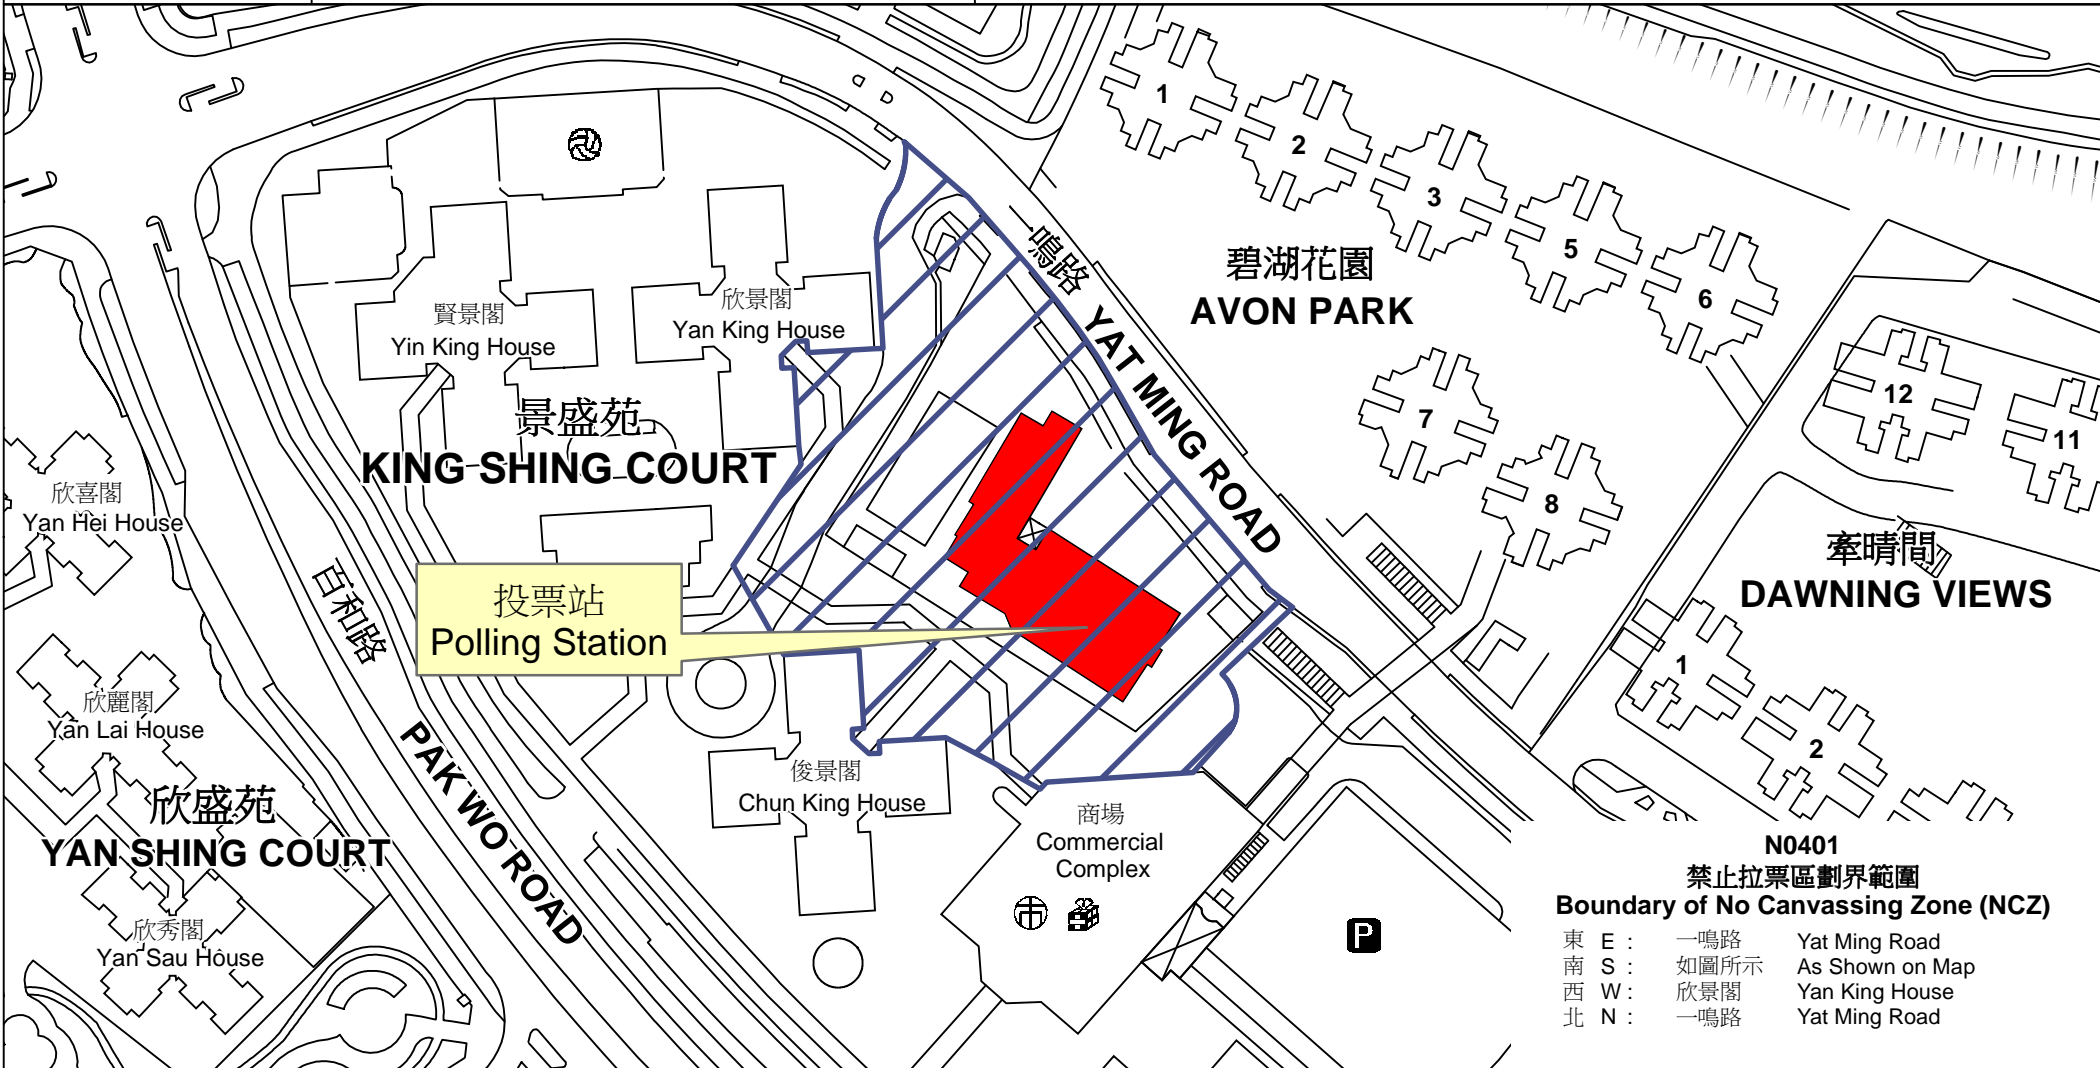 1
2
3
5
6
碧湖花園
AVON PARK
一鳴路 YAT MING ROAD
賢景閣
Yin King House
欣景閣
Yan King House
景盛苑
KING SHING COURT
7
8
12
11
牽晴間
DAWNING VIEWS
欣喜閣
Yan Hei House
百和路
PAK WO ROAD
投票站
Polling Station
1
2
欣麗閣
Yan Lai House
欣盛苑
YAN SHING COURT
欣秀閣
Yan Sau House
俊景閣
Chun King House
商場
Commercial
Complex
市
P
N0401
禁止拉票區劃界範圍
Boundary of No Canvassing Zone (NCZ)
東 E : 一鳴路 Yat Ming Road
南 S : 如圖所示 As Shown on Map
西 W : 欣景閣 Yan King House
北 N : 一鳴路 Yat Ming Road